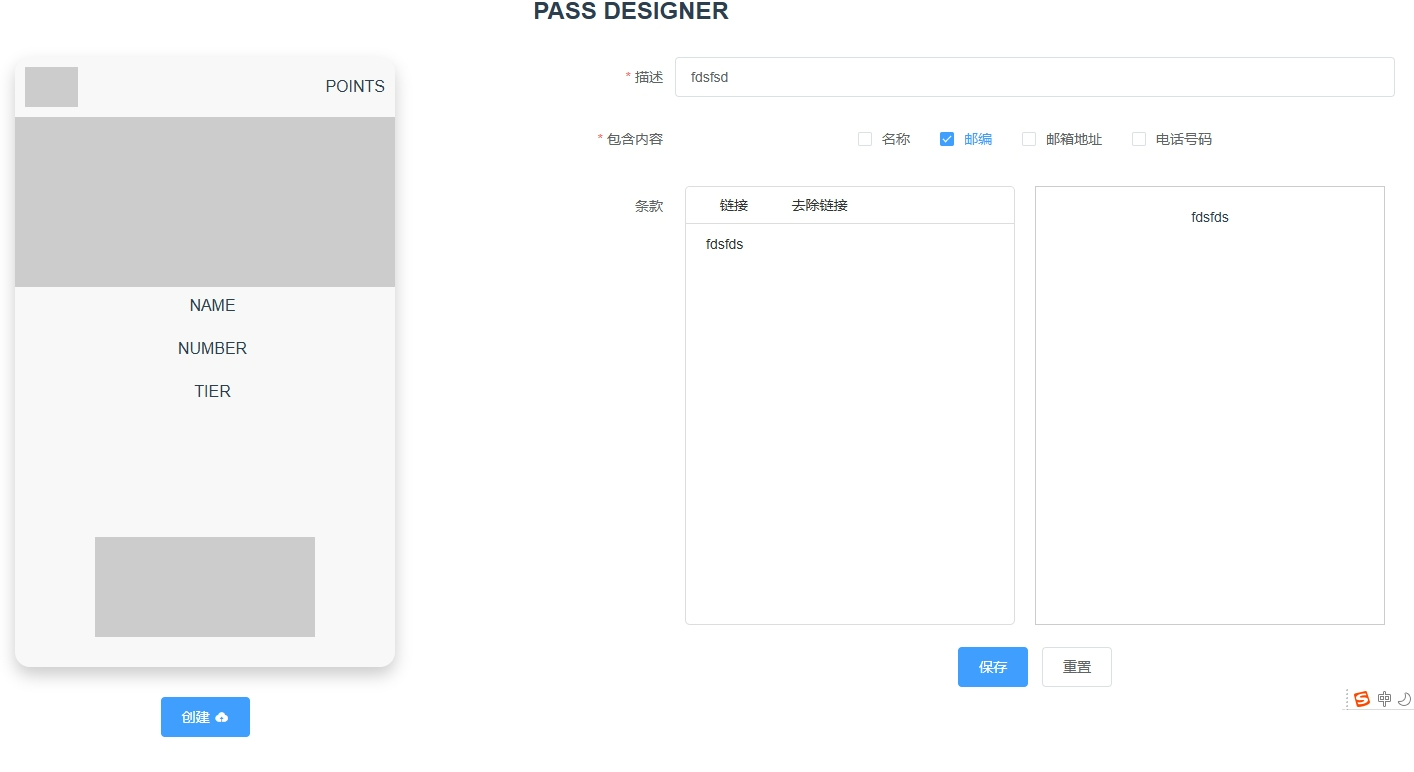 PASS DESIGNER
POINTS
NAME
NUMBER
TIER
创建
* 描述
fdsfsd
* 包含内容
名称
邮编
邮箱地址
电话号码
条款
链接 去除链接
fdsfds
fdsfds
保存
重置
S 中